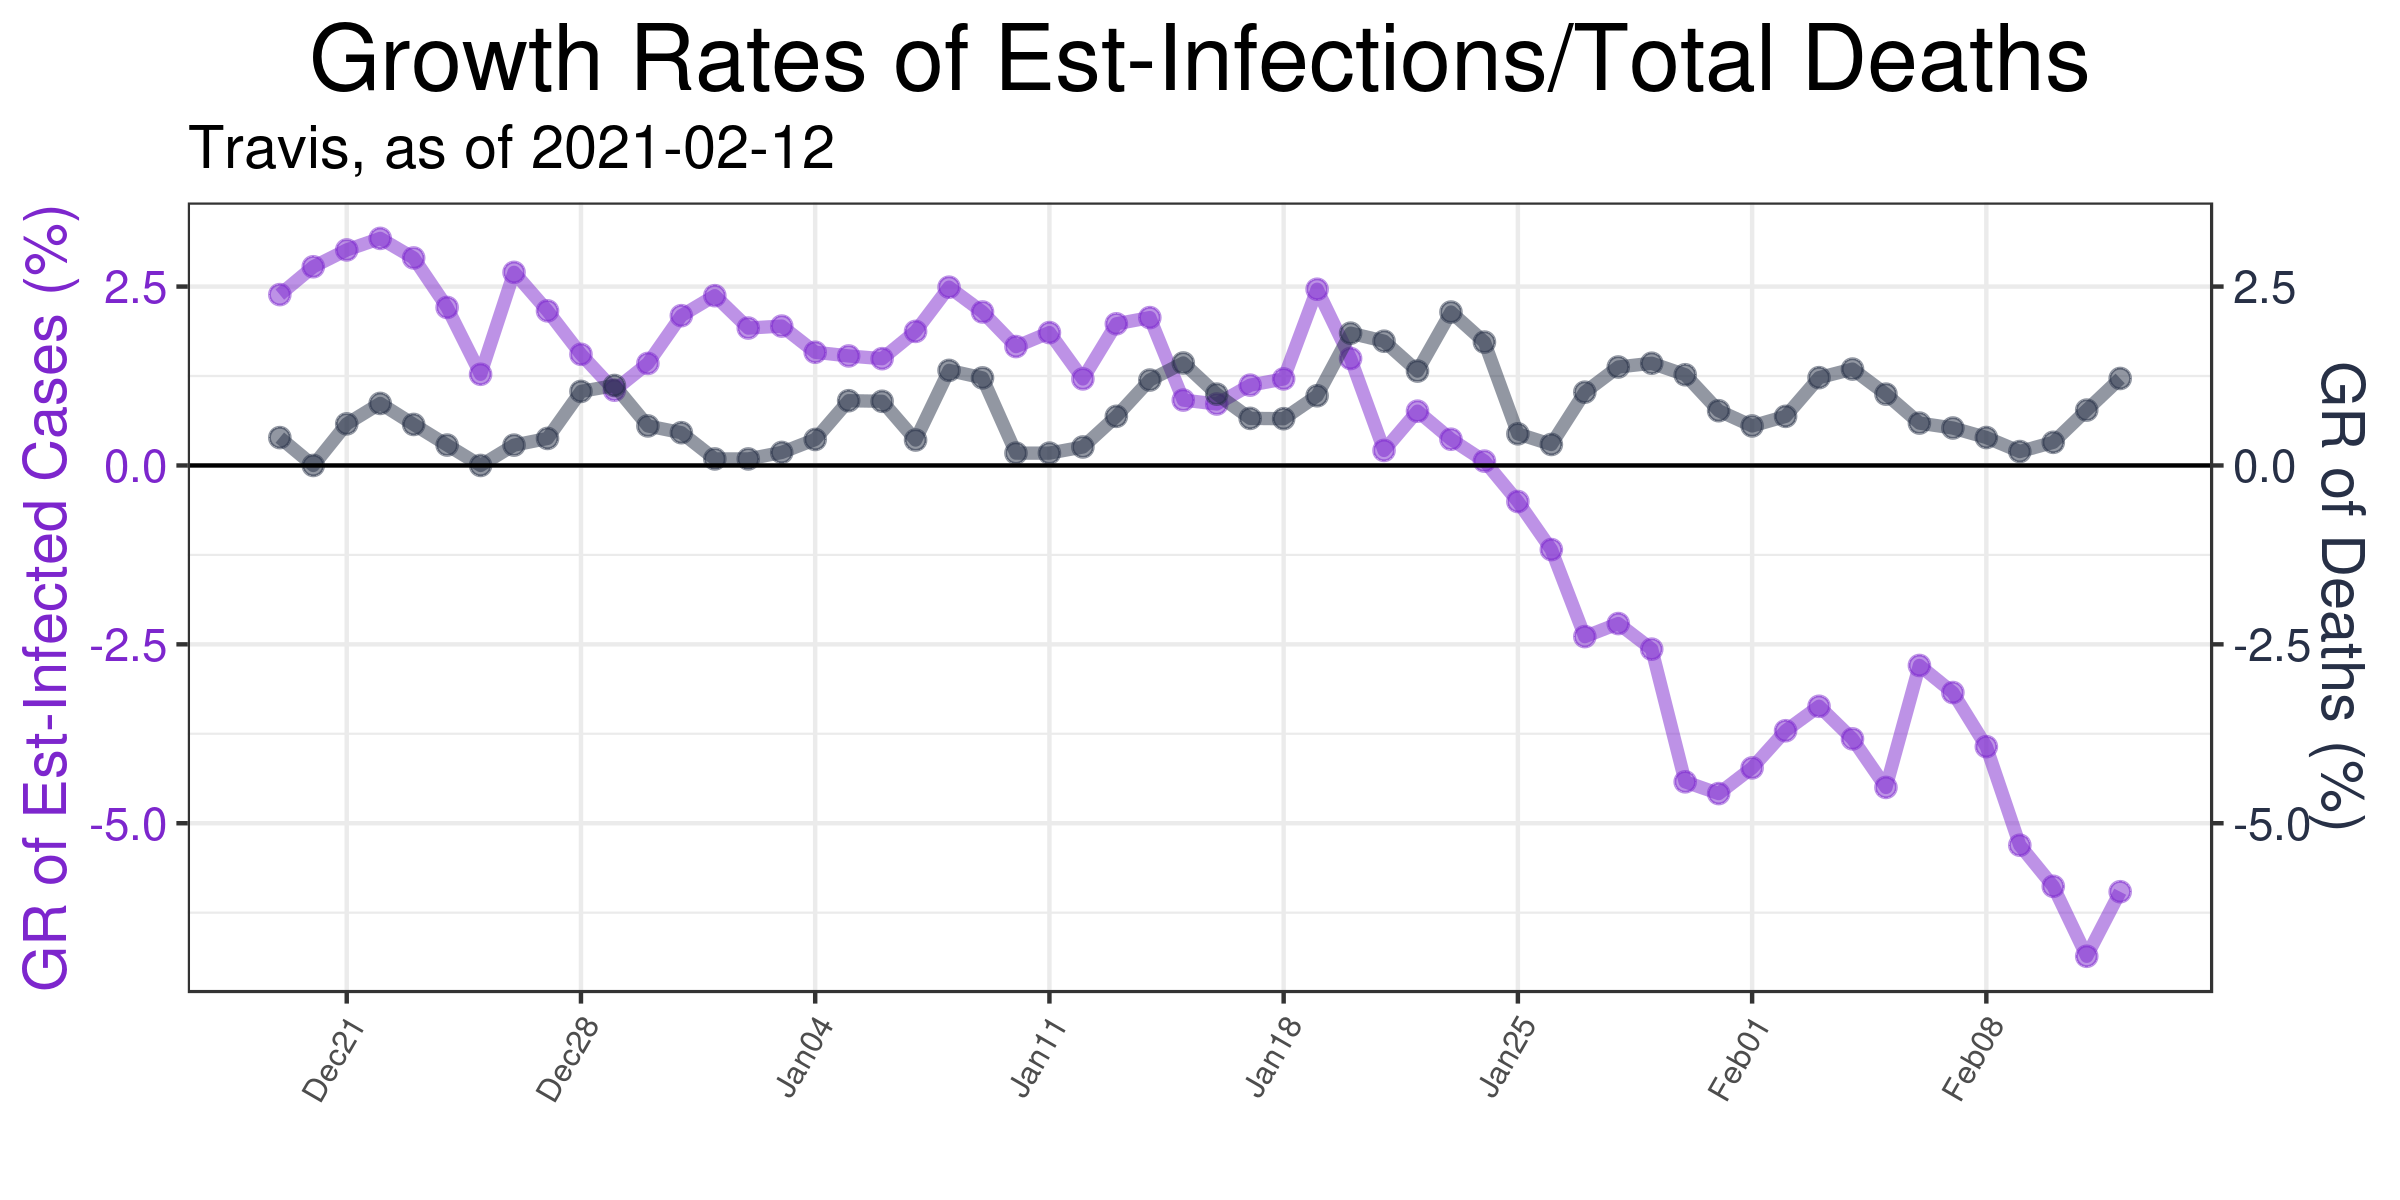 Growth Rates of Est-Infections/Total Deaths
Travis, as of 2021-02-12
GR of Est-Infected Cases (%)
2.5
0.0
-2.5
-5.0
2.5
0.0
-2.5
-5.0
GR of Deaths (%)
Dec21
Dec28
Jan04
Jan11
Jan18
Jan25
Feb01
Feb08